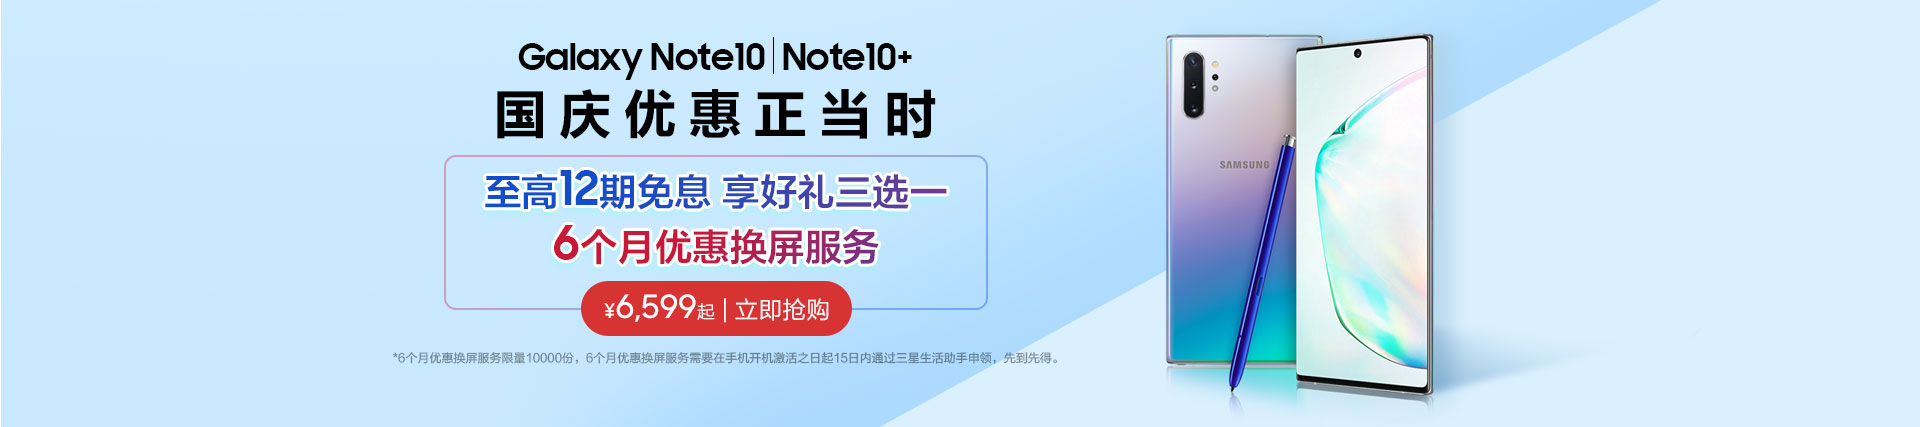 Galaxy Note10 | Note10+
国庆优惠正当时
至高12期免息 享好礼三选一
6个月优惠换屏服务
¥6,599起 | 立即抢购
*6个月优惠换屏服务限量10000份，6个月优惠换屏服务需要在手机开机激活之日起15日内通过三星生活助手申领，先到先得。
SAMSUNG